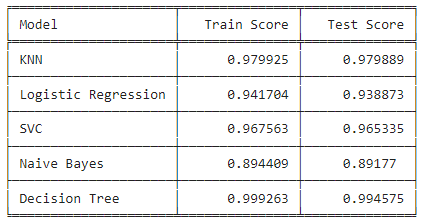 Model Train Score Test Score
KNN 0.979925 0.979889
Logistic Regression 0.941704 0.938873
SVC 0.967563 0.965335
Naive Bayes 0.894409 0.89177
Decision Tree 0.999263 0.994575